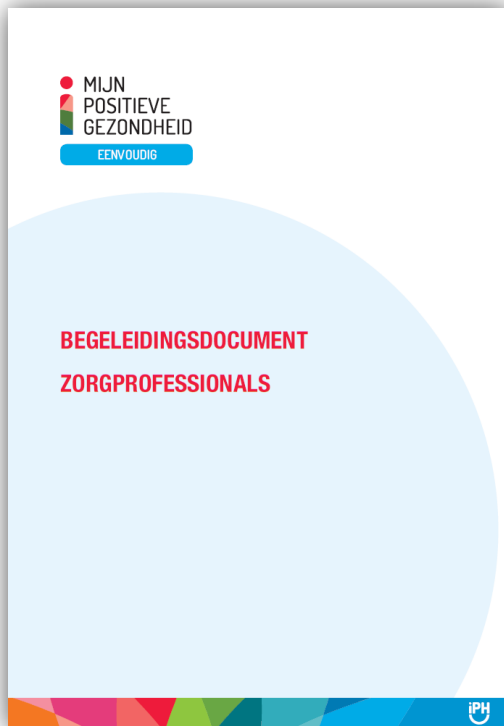 MIJN
POSITIEVE
GEZONDHEID
EENVOUDIG
BEGELEIDINGSDOCUMENT
ZORGPROFESSIONALS
iPH